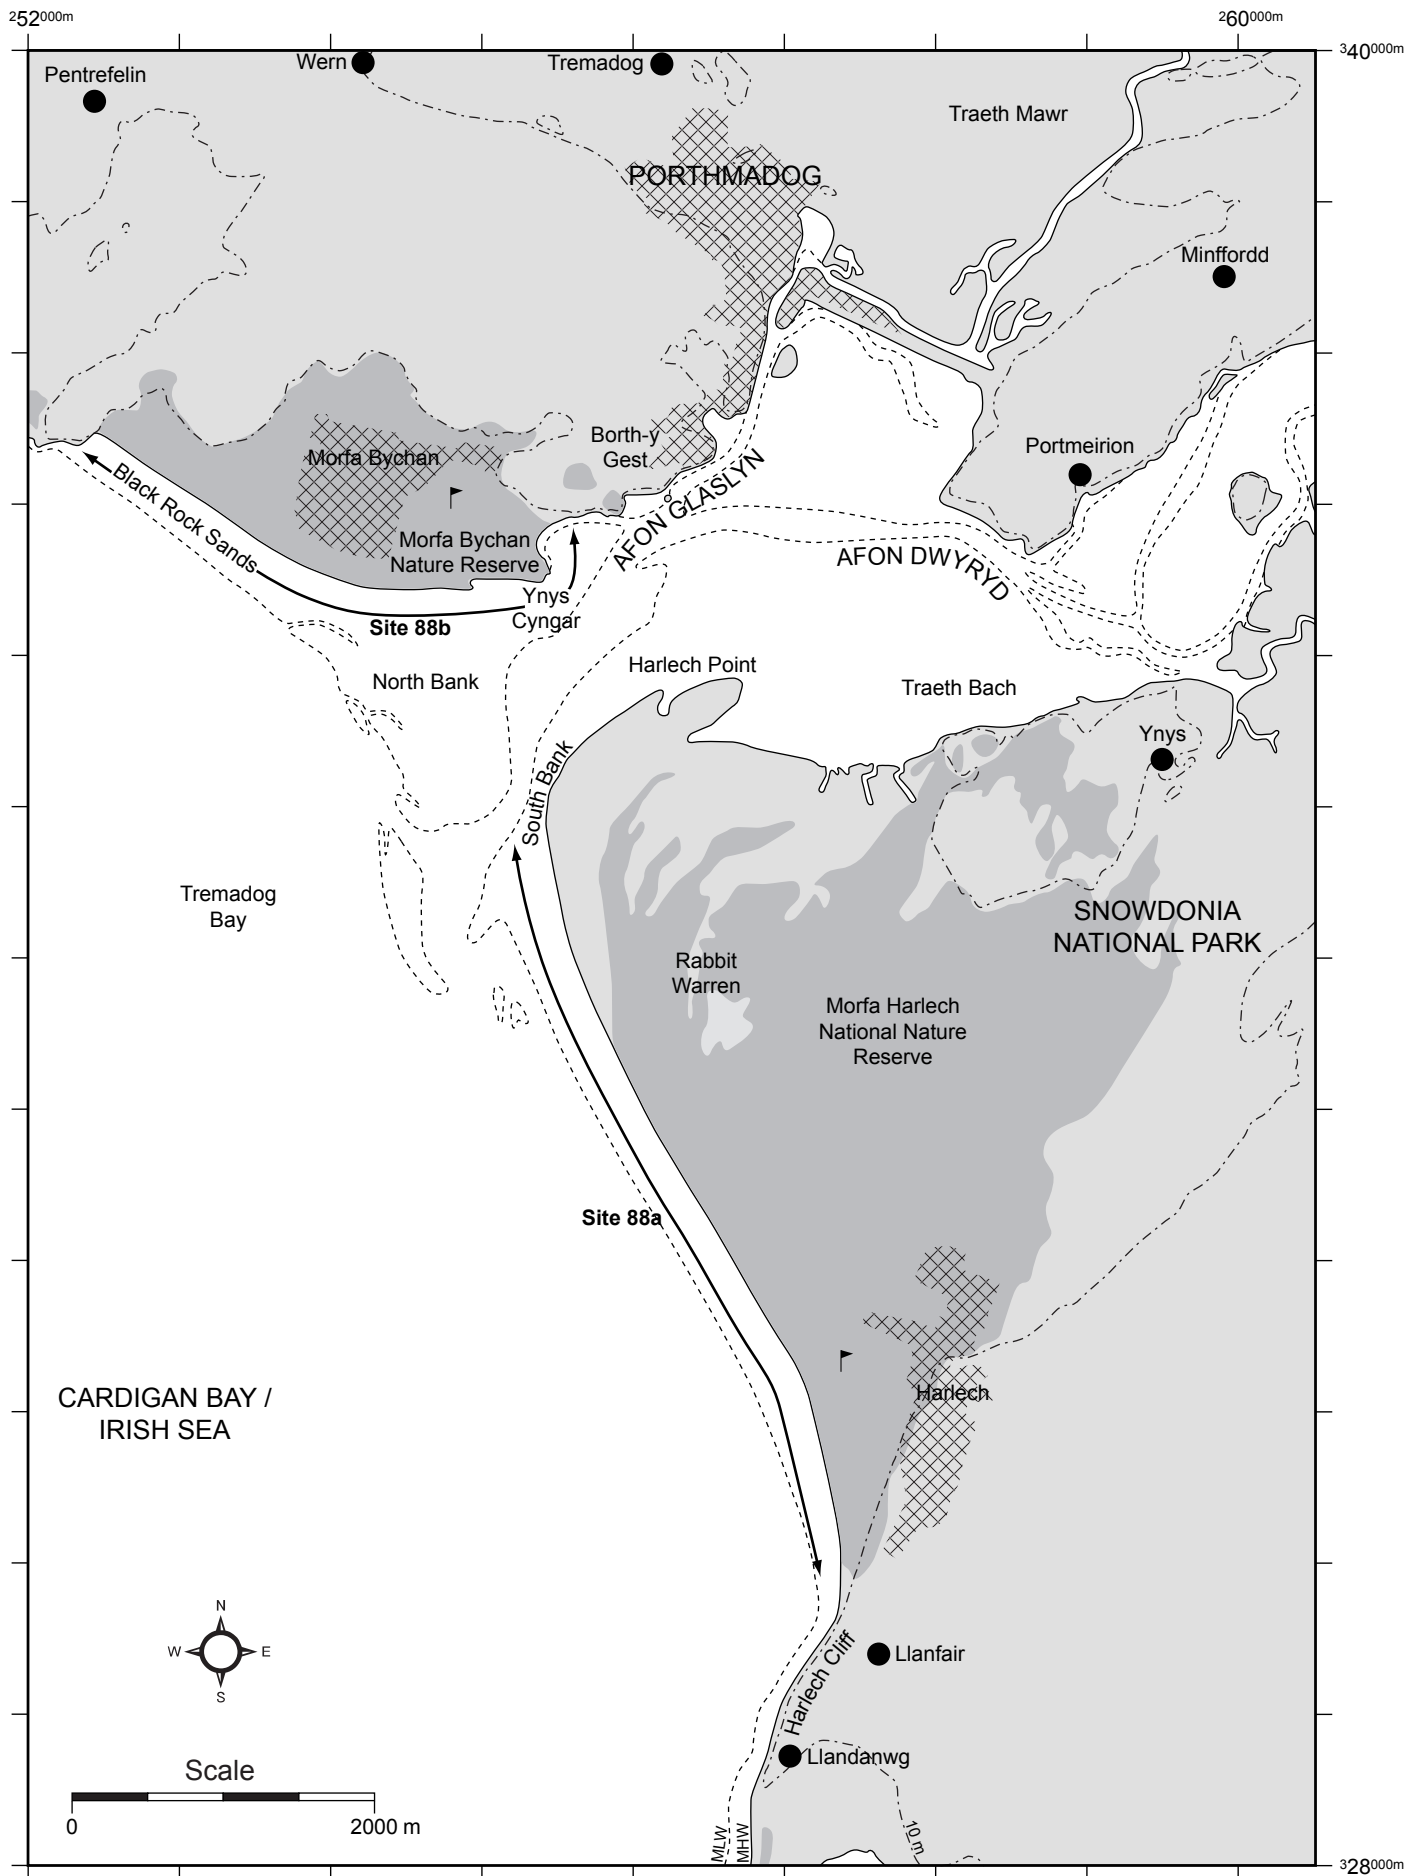 252000m
260000m
Wern
Tremadog
340000m
Pentrefelin
Traeth Mawr
PORTHMADOG
Minffordd
Borth-y
Gest
Portmeirion
Morfa Bychan
Black Rock Sands
AFON GLASLYN
Morfa Bychan
Nature Reserve
AFON DWYRYD
Ynys
Cyngar
Site 88b
Harlech Point
North Bank
Traeth Bach
Ynys
South Bank
Tremadog
Bay
SNOWDONIA
NATIONAL PARK
Rabbit
Warren
Morfa Harlech
National Nature
Reserve
Site 88a
CARDIGAN BAY /
IRISH SEA
Harlech
N
W
E
S
Harlech Cliff
Llanfair
Llandanwg
Scale
0
2000 m
MLW
MHW
10 m
328000m